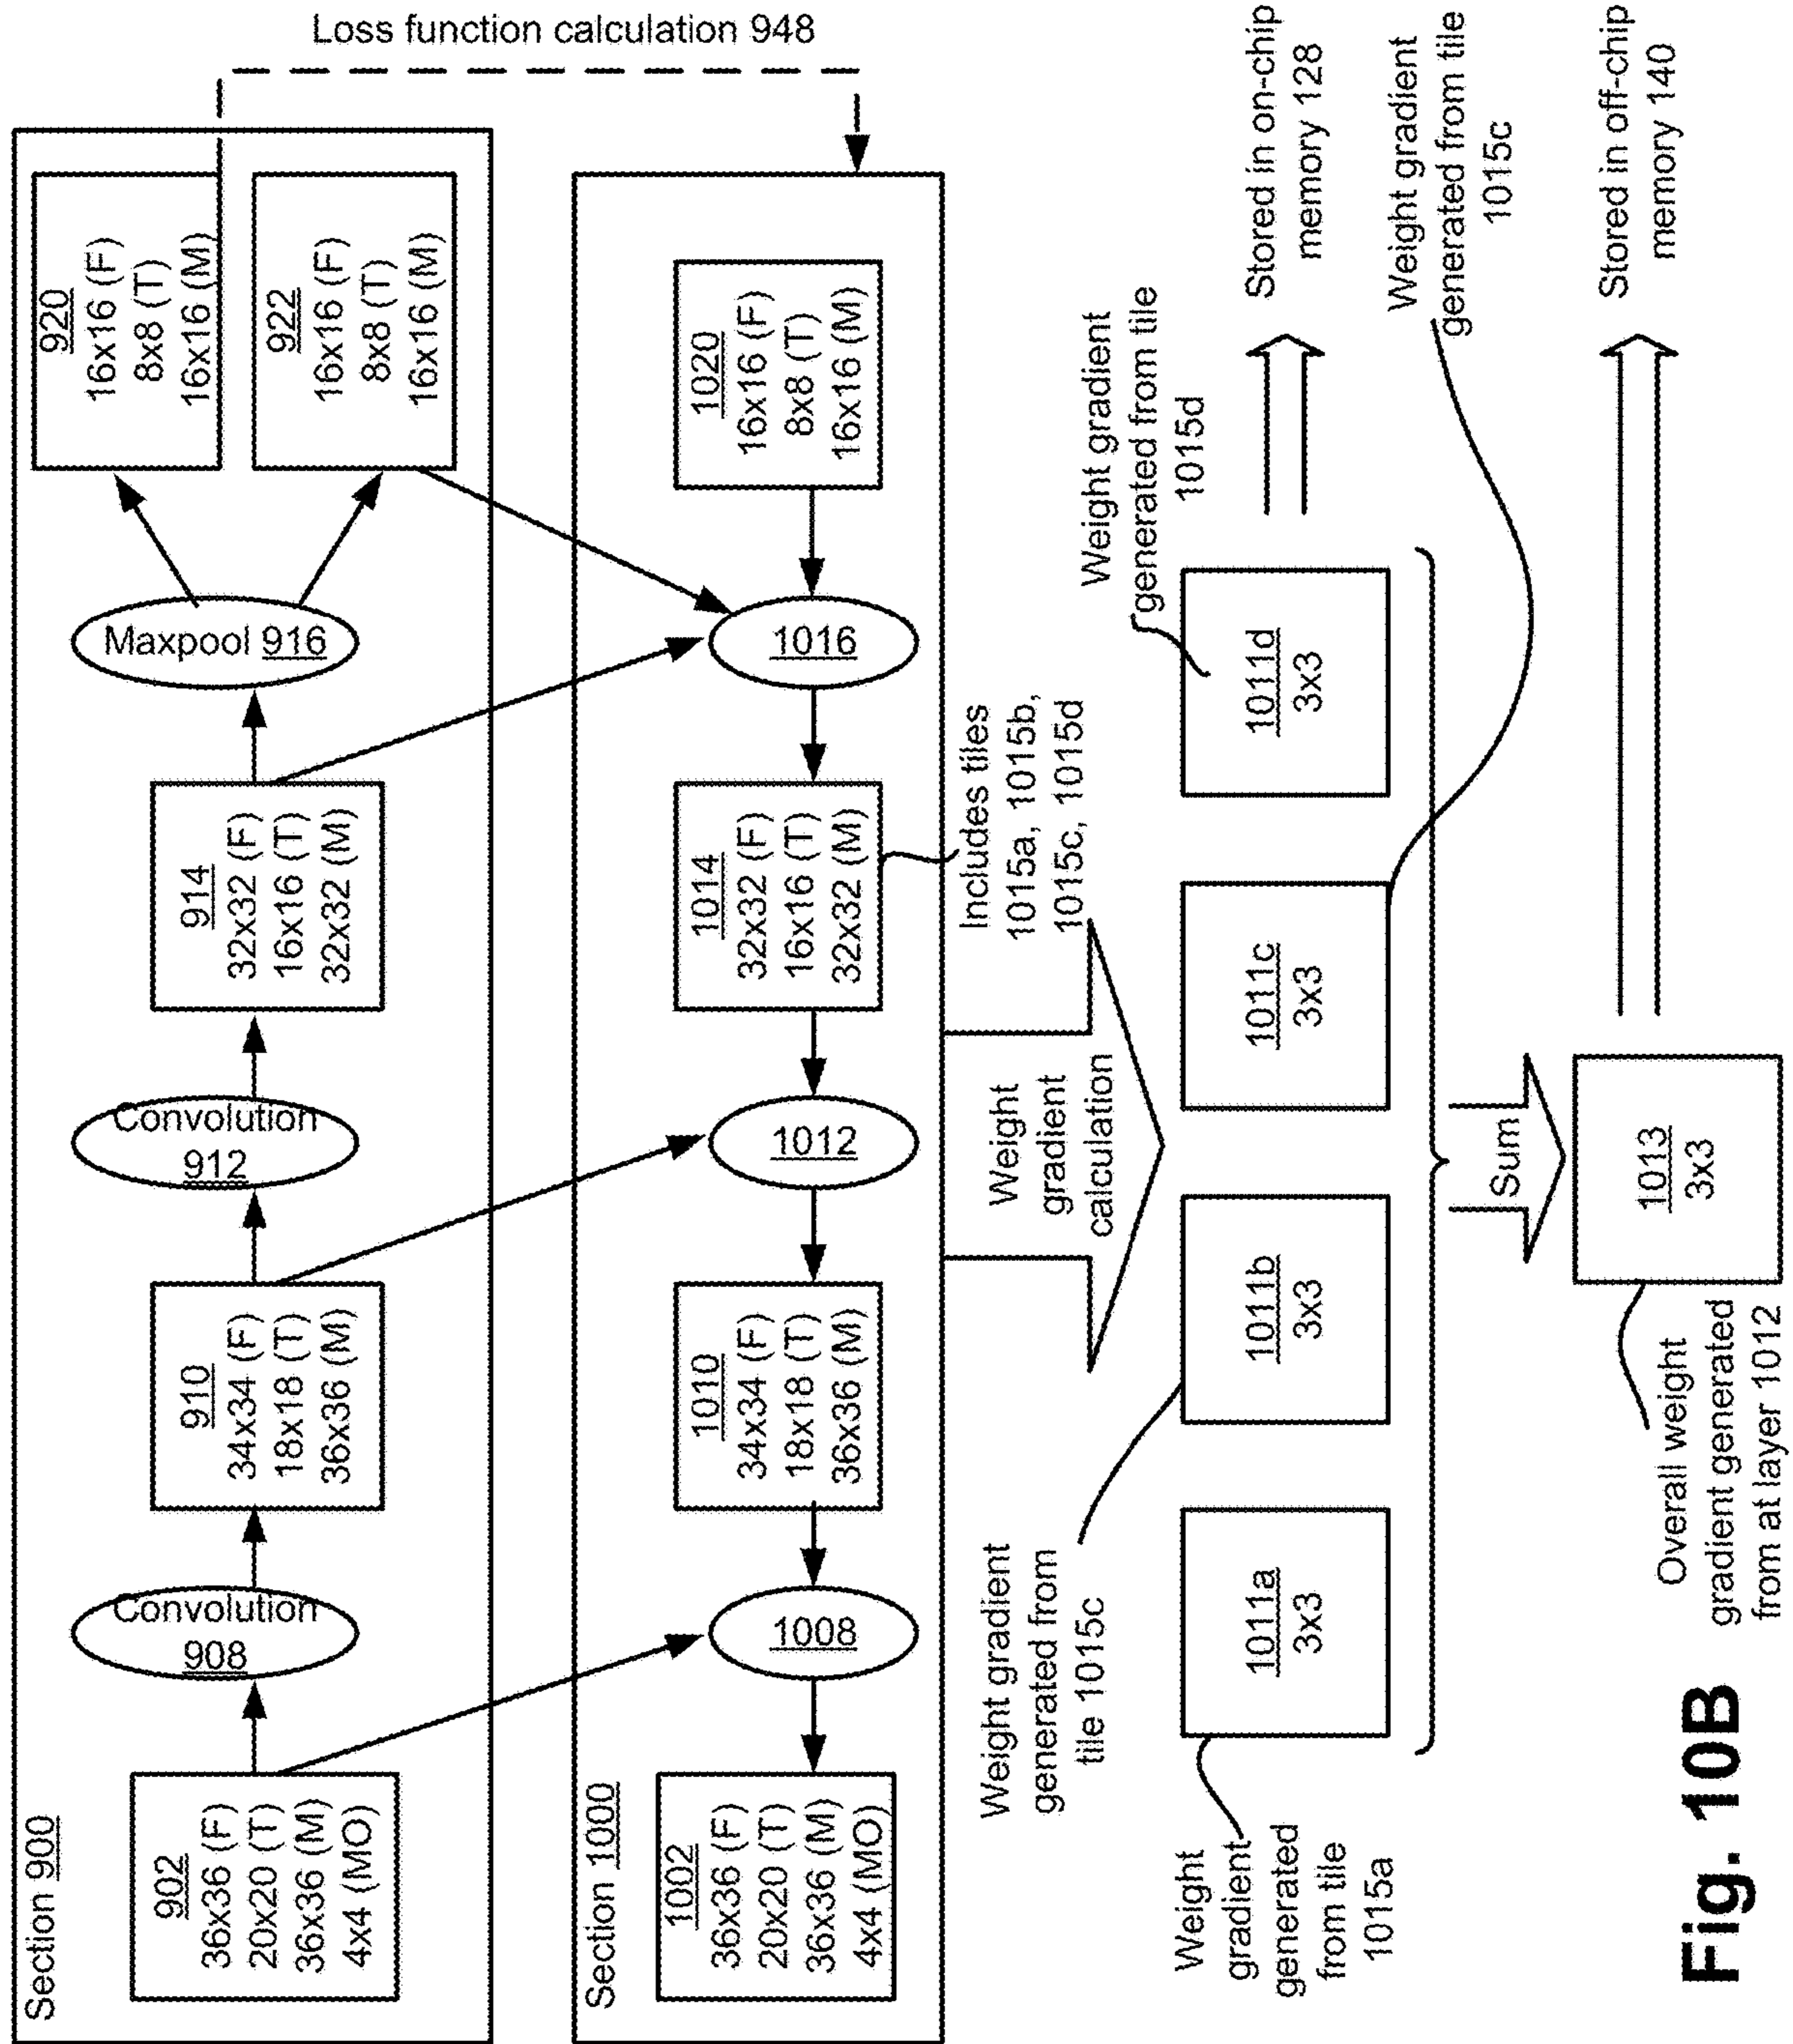 Section 900
902
36x36 (F)
20x20 (T)
36x36 (M)
4x4 (MO)
Convolution
908
910
34x34 (F)
18x18 (T)
36x36 (M)
Convolution
912
914
32x32 (F)
16x16 (T)
32x32 (M)
Maxpool 916
920
16x16 (F)
8x8 (T)
16x16 (M)
922
16x16 (F)
8x8 (T)
16x16 (M)
Loss function calculation 948
Section 1000
1002
36x36 (F)
20x20 (T)
36x36 (M)
4x4 (MO)
1008
1010
34x34 (F)
18x18 (T)
36x36 (M)
1012
1014
32x32 (F)
16x16 (T)
32x32 (M)
1016
1020
16x16 (F)
8x8 (T)
16x16 (M)
Includes tiles
1015a, 1015b,
1015c, 1015d
Weight
gradient
calculation
Weight gradient
generated from
tile 1015c
Weight gradient
generated from tile
1015d
Weight
gradient
generated
from tile
1015a
1011a
3x3
1011b
3x3
1011c
3x3
1011d
3x3
Stored in on-chip
memory 128
Weight gradient
generated from tile
1015c
Sum
1013
3x3
Overall weight
gradient generated
from at layer 1012
Stored in off-chip
memory 140
Fig. 10B